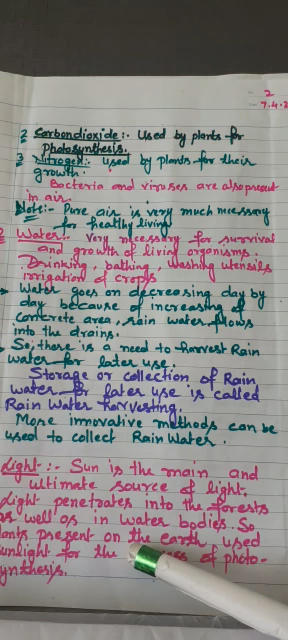 2
7.4.2
2 Carbondioxide:- Used by plants for
photosynthesis.
3 Nitrogen:- used by plants for their
growth.
Bacteria and viruses are also present
in air.
Note:- Pure air is very much necessary
for healthy living
2 Water:- Very necessary for survival
and growth of living organisms.
Drinking, bathing, washing utensils
irrigation of crops
Water goes on decreasing day by
day because of increasing of
concrete area, rain water flows
into the drains.
So, there is a need to harvest Rain
water for later use.
Storage or collection of Rain
water for later use is called
Rain Water harvesting.
More innovative methods can be
used to collect Rain Water.
Light:- Sun is the main and
ultimate source of light.
Light penetrates into the forests
as well as in water bodies. So
lants present on the earth used
unlight for the ss of photo-
ynthesis.